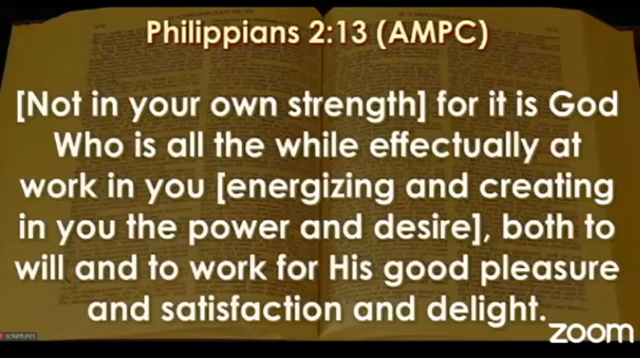 Philippians 2:13 (AMPC)
[Not in your own strength] for it is God
Who is all the while effectually at
work in you [energizing and creating
in you the power and desire], both to
will and to work for His good pleasure
and satisfaction and delight.
zoom
SCRIPTURES